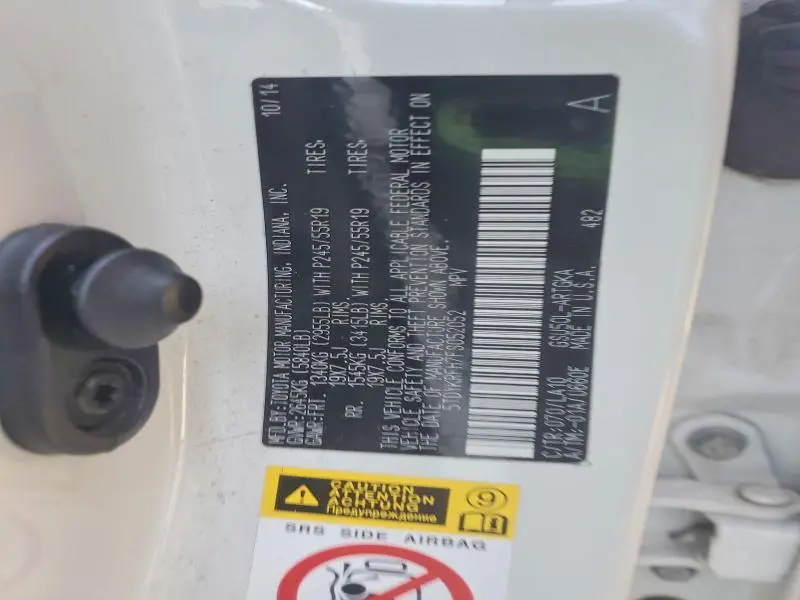 MFD.BY:TOYOTA MOTOR MANUFACTURING, INDIANA, INC. 10/14
GVWR: 2645KG (5840LB)
GAWR:FRT. 1340KG (2955LB) WITH P245/55R19 TIRES
19X7.5J RIMS,
RR. 1545KG (3415LB) WITH P245/55R19 TIRES
19X7.5J RIMS,
THIS VEHICLE CONFORMS TO ALL APPLICABLE FEDERAL MOTOR
VEHICLE SAFETY, AND THEFT PREVENTION STANDARDS IN EFFECT ON
THE DATE OF MANUFACTURE SHOWN ABOVE.
MPV
C/TR:070/LA10 GSU50L-ARTGKA 482
A/TM:-01A/U660E MADE IN U.S.A. A
CAUTION
ATTENTION
ACHTUNG
Предупреждение
9
SRS SIDE AIRBAG